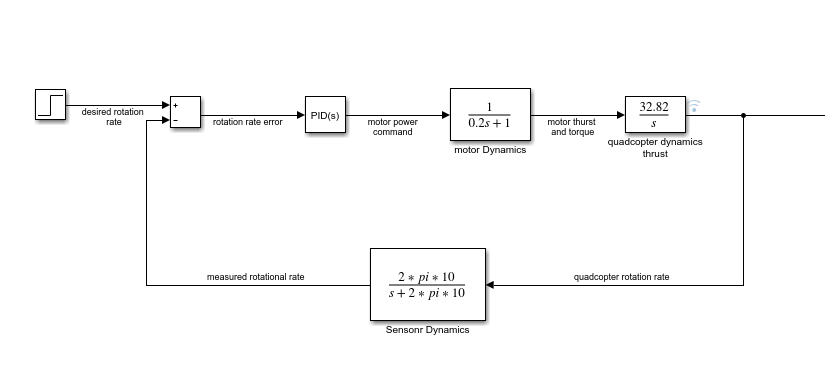 desired rotation
rate
+
−
rotation rate error
PID(s)
motor power
command
1
0.2s + 1
motor Dynamics
motor thurst
and torque
32.82
s
quadcopter dynamics
thrust
measured rotational rate
2 * pi * 10
s + 2 * pi * 10
Sensonr Dynamics
quadcopter rotation rate